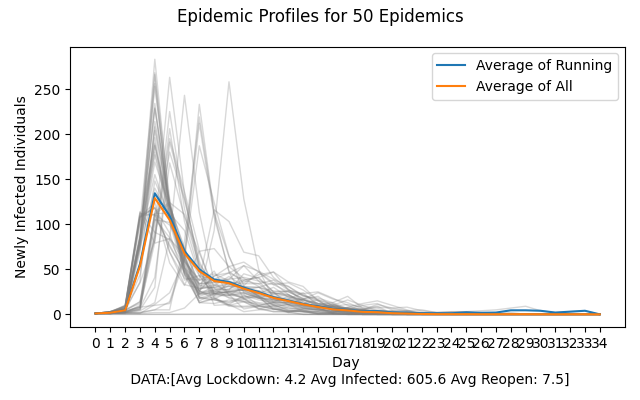 Epidemic Profiles for 50 Epidemics
Average of Running
Average of All
Newly Infected Individuals
250
200
150
100
50
0
0 1 2 3 4 5 6 7 8 9 10 11 12 13 14 15 16 17 18 19 20 21 22 23 24 25 26 27 28 29 30 31 32 33 34
Day
DATA:[Avg Lockdown: 4.2 Avg Infected: 605.6 Avg Reopen: 7.5]